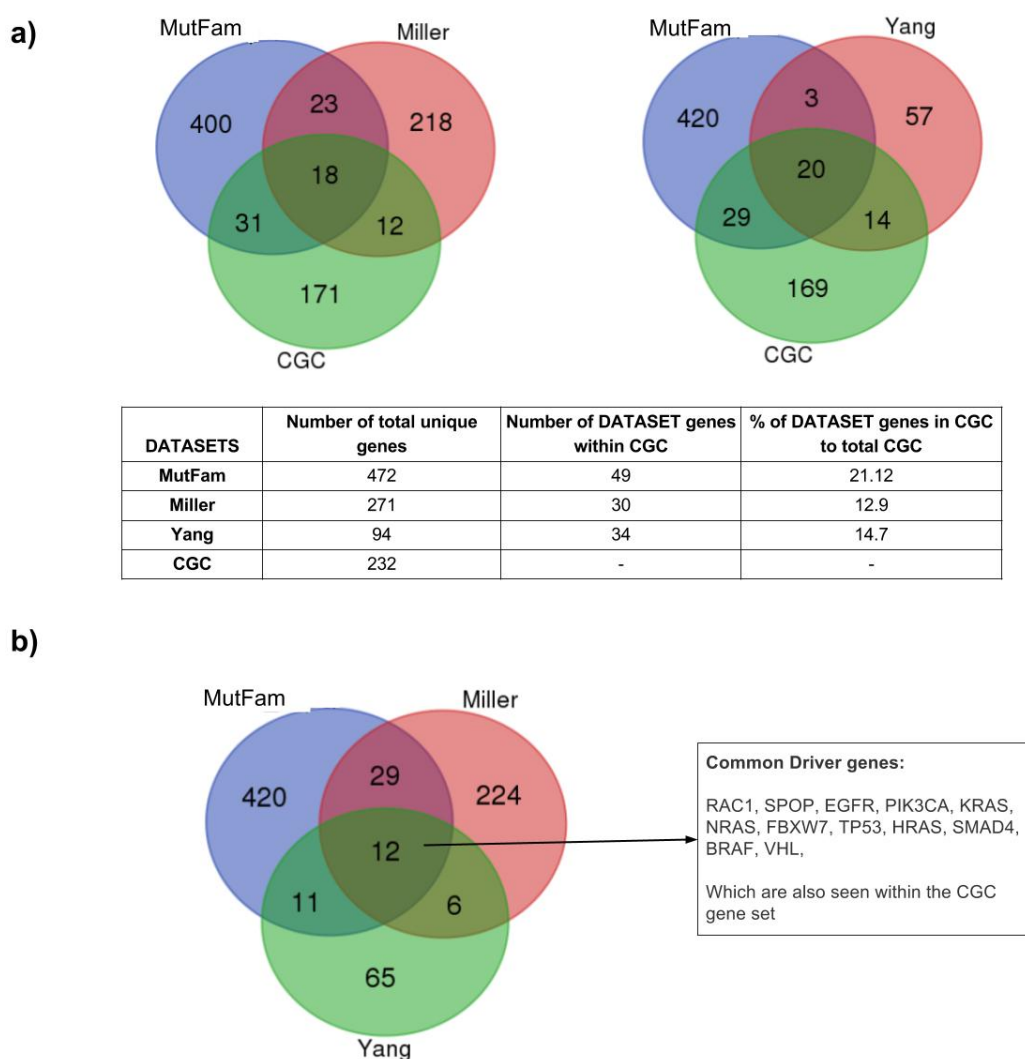 a)
MutFam
Miller
400
23
218
18
31
12
171
CGC
MutFam
Yang
420
3
57
20
29
14
169
CGC
DATASETS
Number of total unique
genes
Number of DATASET genes
within CGC
% of DATASET genes in CGC
to total CGC
MutFam 472 49 21.12
Miller 271 30 12.9
Yang 94 34 14.7
CGC 232 - -
b)
MutFam
Miller
420
29
224
12
11
6
65
Yang
Common Driver genes:
RAC1, SPOP, EGFR, PIK3CA, KRAS,
NRAS, FBXW7, TP53, HRAS, SMAD4,
BRAF, VHL,
Which are also seen within the CGC
gene set